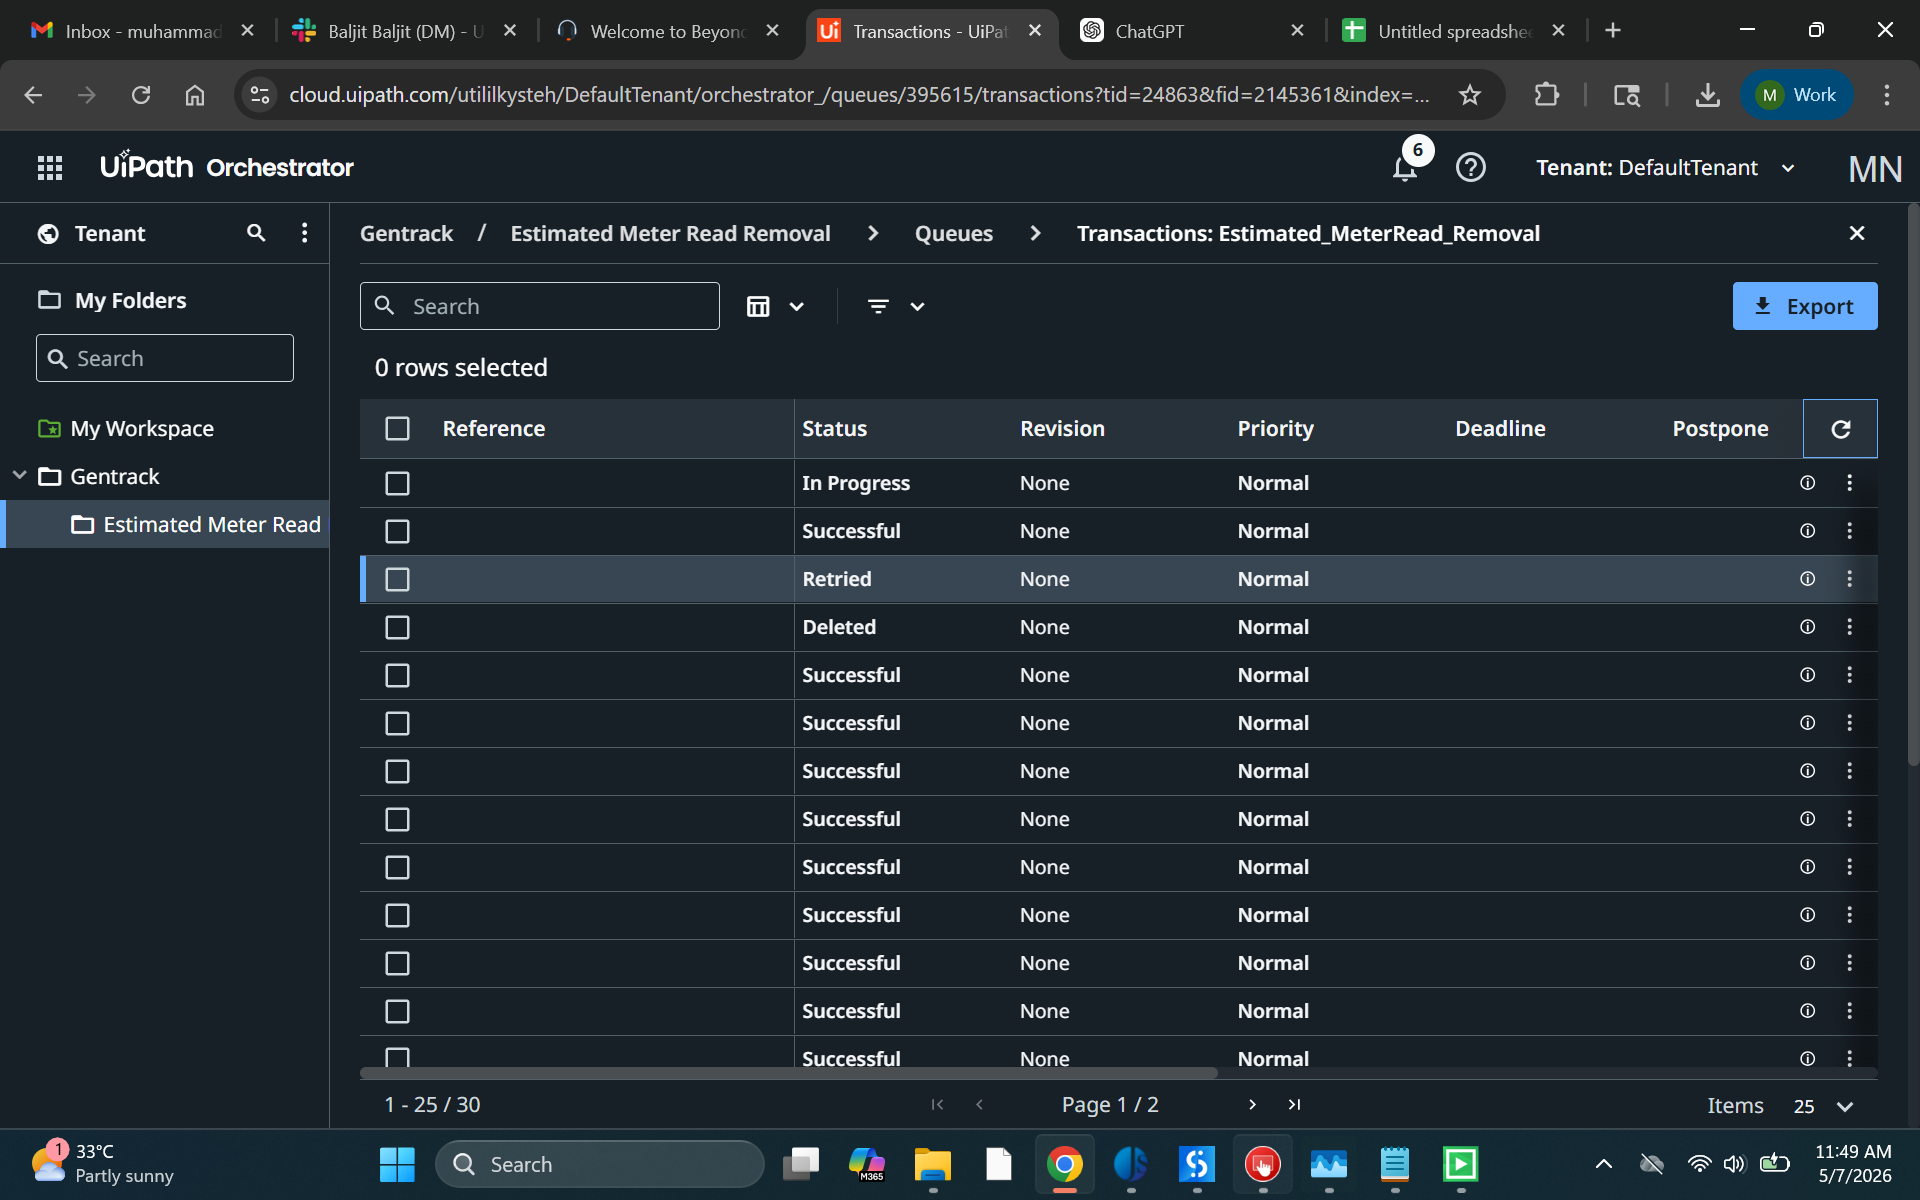 Inbox - muhammad
Baljit Baljit (DM) - U
Welcome to Beyon
Transactions - UiPat
ChatGPT
Untitled spreadshee
cloud.uipath.com/utililkysteh/DefaultTenant/orchestrator_/queues/395615/transactions?tid=24863&fid=2145361&index=...
M Work
UiPath Orchestrator
6
Tenant: DefaultTenant
MN
Tenant
Gentrack / Estimated Meter Read Removal > Queues > Transactions: Estimated_MeterRead_Removal
My Folders
Search
Search
Export
0 rows selected
My Workspace
Gentrack
Estimated Meter Read
Reference Status Revision Priority Deadline Postpone
In Progress None Normal
Successful None Normal
Retried None Normal
Deleted None Normal
Successful None Normal
Successful None Normal
Successful None Normal
Successful None Normal
Successful None Normal
Successful None Normal
Successful None Normal
Successful None Normal
Successful None Normal
1 - 25 / 30
Page 1 / 2
Items 25
1
33°C
Partly sunny
Search
M365
11:49 AM
5/7/2026